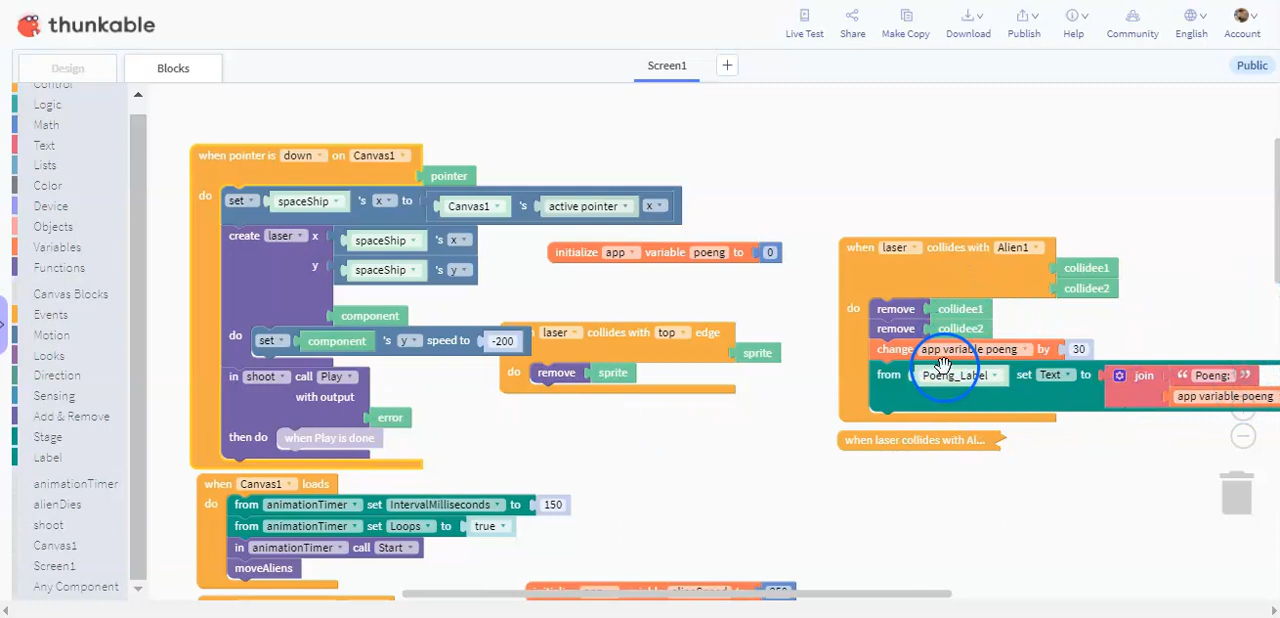 thunkable
Live Test
Share
Make Copy
Download
Publish
Help
Community
English
Account
Design
Blocks
Screen1
Public
Control
Logic
Math
Text
Lists
Color
Device
Objects
Variables
Functions
Canvas Blocks
Events
Motion
Looks
Direction
Sensing
Add & Remove
Stage
Label
animationTimer
alienDies
shoot
Canvas1
Screen1
Any Component
when pointer is down on Canvas1
pointer
do set spaceShip 's x to Canvas1 's active pointer x
create laser x spaceShip 's x
y spaceShip 's y
component
do set component 's y speed to -200
in shoot call Play
with output
error
then do when Play is done
when Canvas1 loads
do from animationTimer set IntervalMilliseconds to 150
from animationTimer set Loops to true
in animationTimer call Start
moveAliens
initialize app variable poeng to 0
laser collides with top edge
sprite
do remove sprite
when laser collides with Alien1
collidee1
collidee2
do remove collidee1
remove collidee2
change app variable poeng by 30
from Poeng_Label set Text to join “ Poeng: ”
app variable poeng
when laser collides with Al...